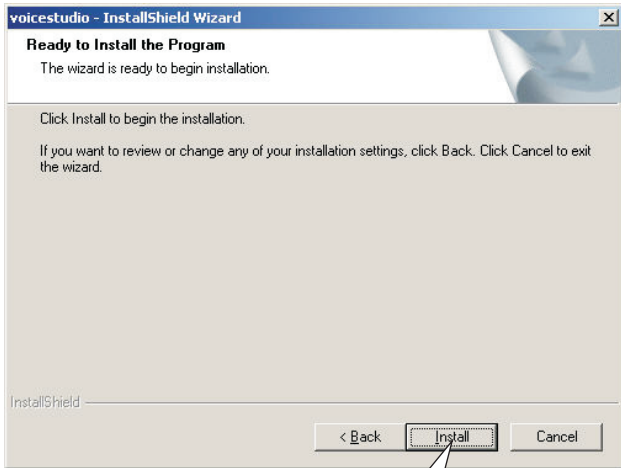 voicestudio - InstallShield Wizard
Ready to Install the Program
The wizard is ready to begin installation.
Click Install to begin the installation.
If you want to review or change any of your installation settings, click Back. Click Cancel to exit
the wizard.
InstallShield
< Back Install Cancel